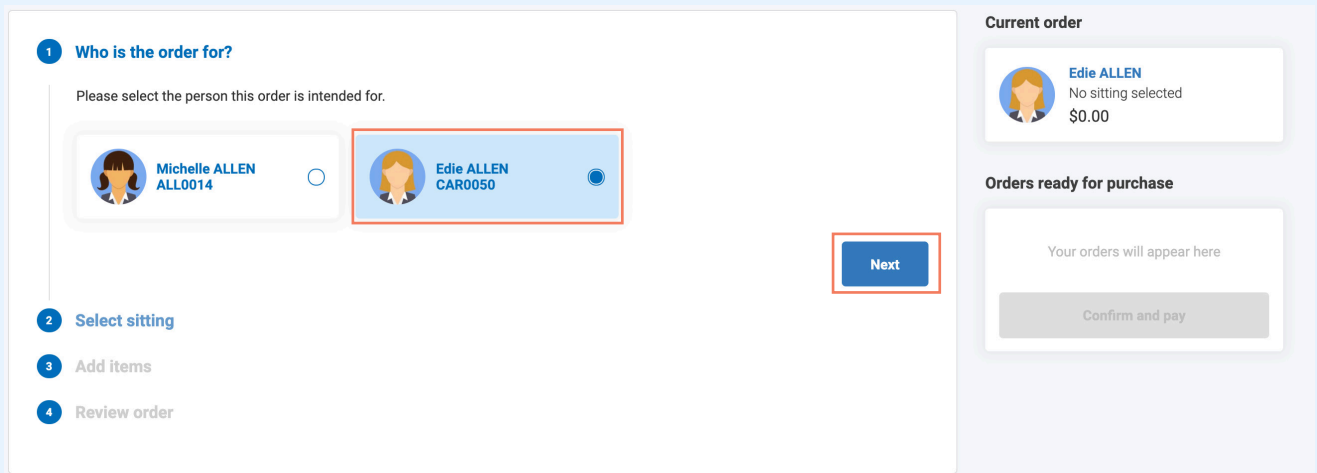 1 Who is the order for?
Please select the person this order is intended for.
Michelle ALLEN
ALL0014
Edie ALLEN
CAR0050
Next
2 Select sitting
3 Add items
4 Review order
Current order
Edie ALLEN
No sitting selected
$0.00
Orders ready for purchase
Your orders will appear here
Confirm and pay